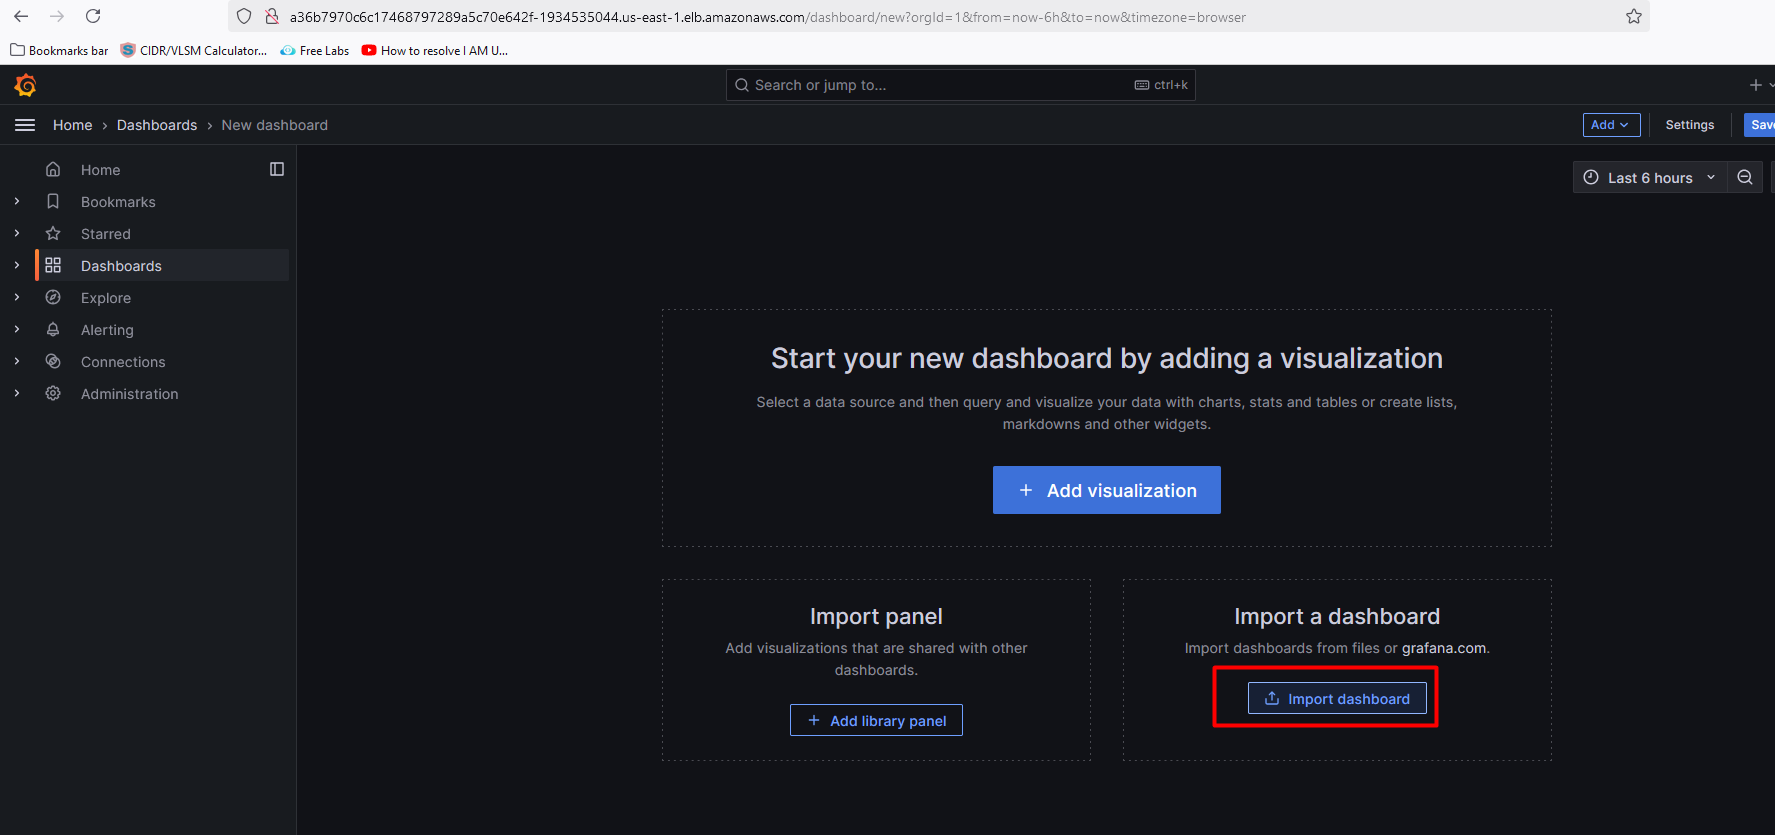 a36b7970c6c17468797289a5c70e642f-1934535044.us-east-1.elb.amazonaws.com/dashboard/new?orgId=1&from=now-6h&to=now&timezone=browser
Bookmarks bar
CIDR/VLSM Calculator...
Free Labs
How to resolve I AM U...
Search or jump to...
ctrl+k
Home › Dashboards › New dashboard
Add
Settings
Save
Home
Bookmarks
Starred
Dashboards
Explore
Alerting
Connections
Administration
Last 6 hours
Start your new dashboard by adding a visualization
Select a data source and then query and visualize your data with charts, stats and tables or create lists,
markdowns and other widgets.
+ Add visualization
Import panel
Add visualizations that are shared with other
dashboards.
+ Add library panel
Import a dashboard
Import dashboards from files or grafana.com.
Import dashboard